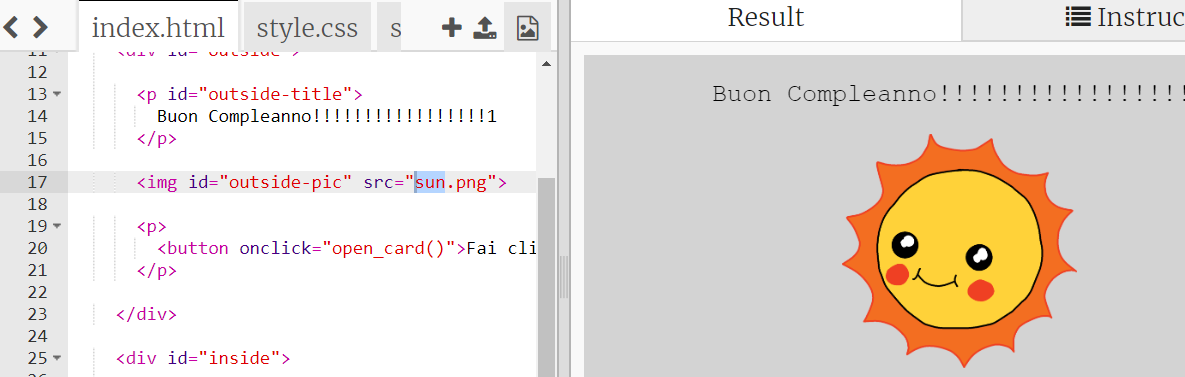 index.html style.css s
Result
Instruc
11 <div id="outside">
12
13 <p id="outside-title">
14 Buon Compleanno!!!!!!!!!!!!!!!!!1
15 </p>
16
17 <img id="outside-pic" src="sun.png">
18
19 <p>
20 <button onclick="open_card()">Fai cli
21 </p>
22
23 </div>
24
25 <div id="inside">
26
Buon Compleanno!!!!!!!!!!!!!!!!!